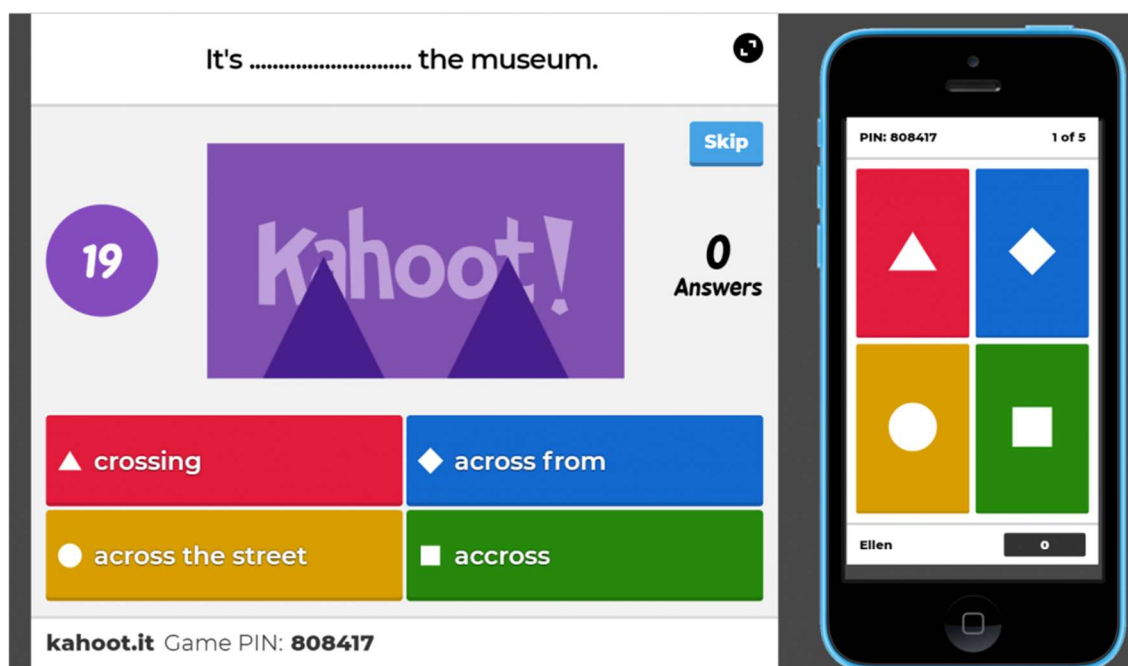 It's ............................ the museum.
Skip
19
Kahoot!
0
Answers
crossing
across from
across the street
accross
kahoot.it Game PIN: 808417
PIN: 808417 1 of 5
Ellen 0